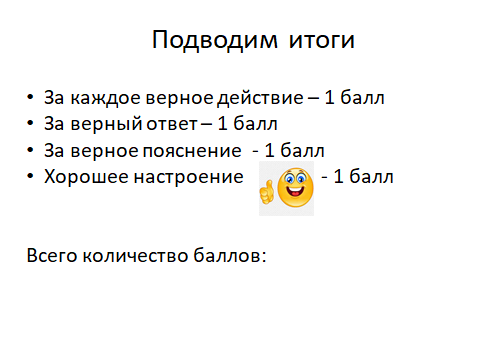 Подводим итоги
• За каждое верное действие – 1 балл
• За верный ответ – 1 балл
• За верное пояснение - 1 балл
• Хорошее настроение - 1 балл
Всего количество баллов: